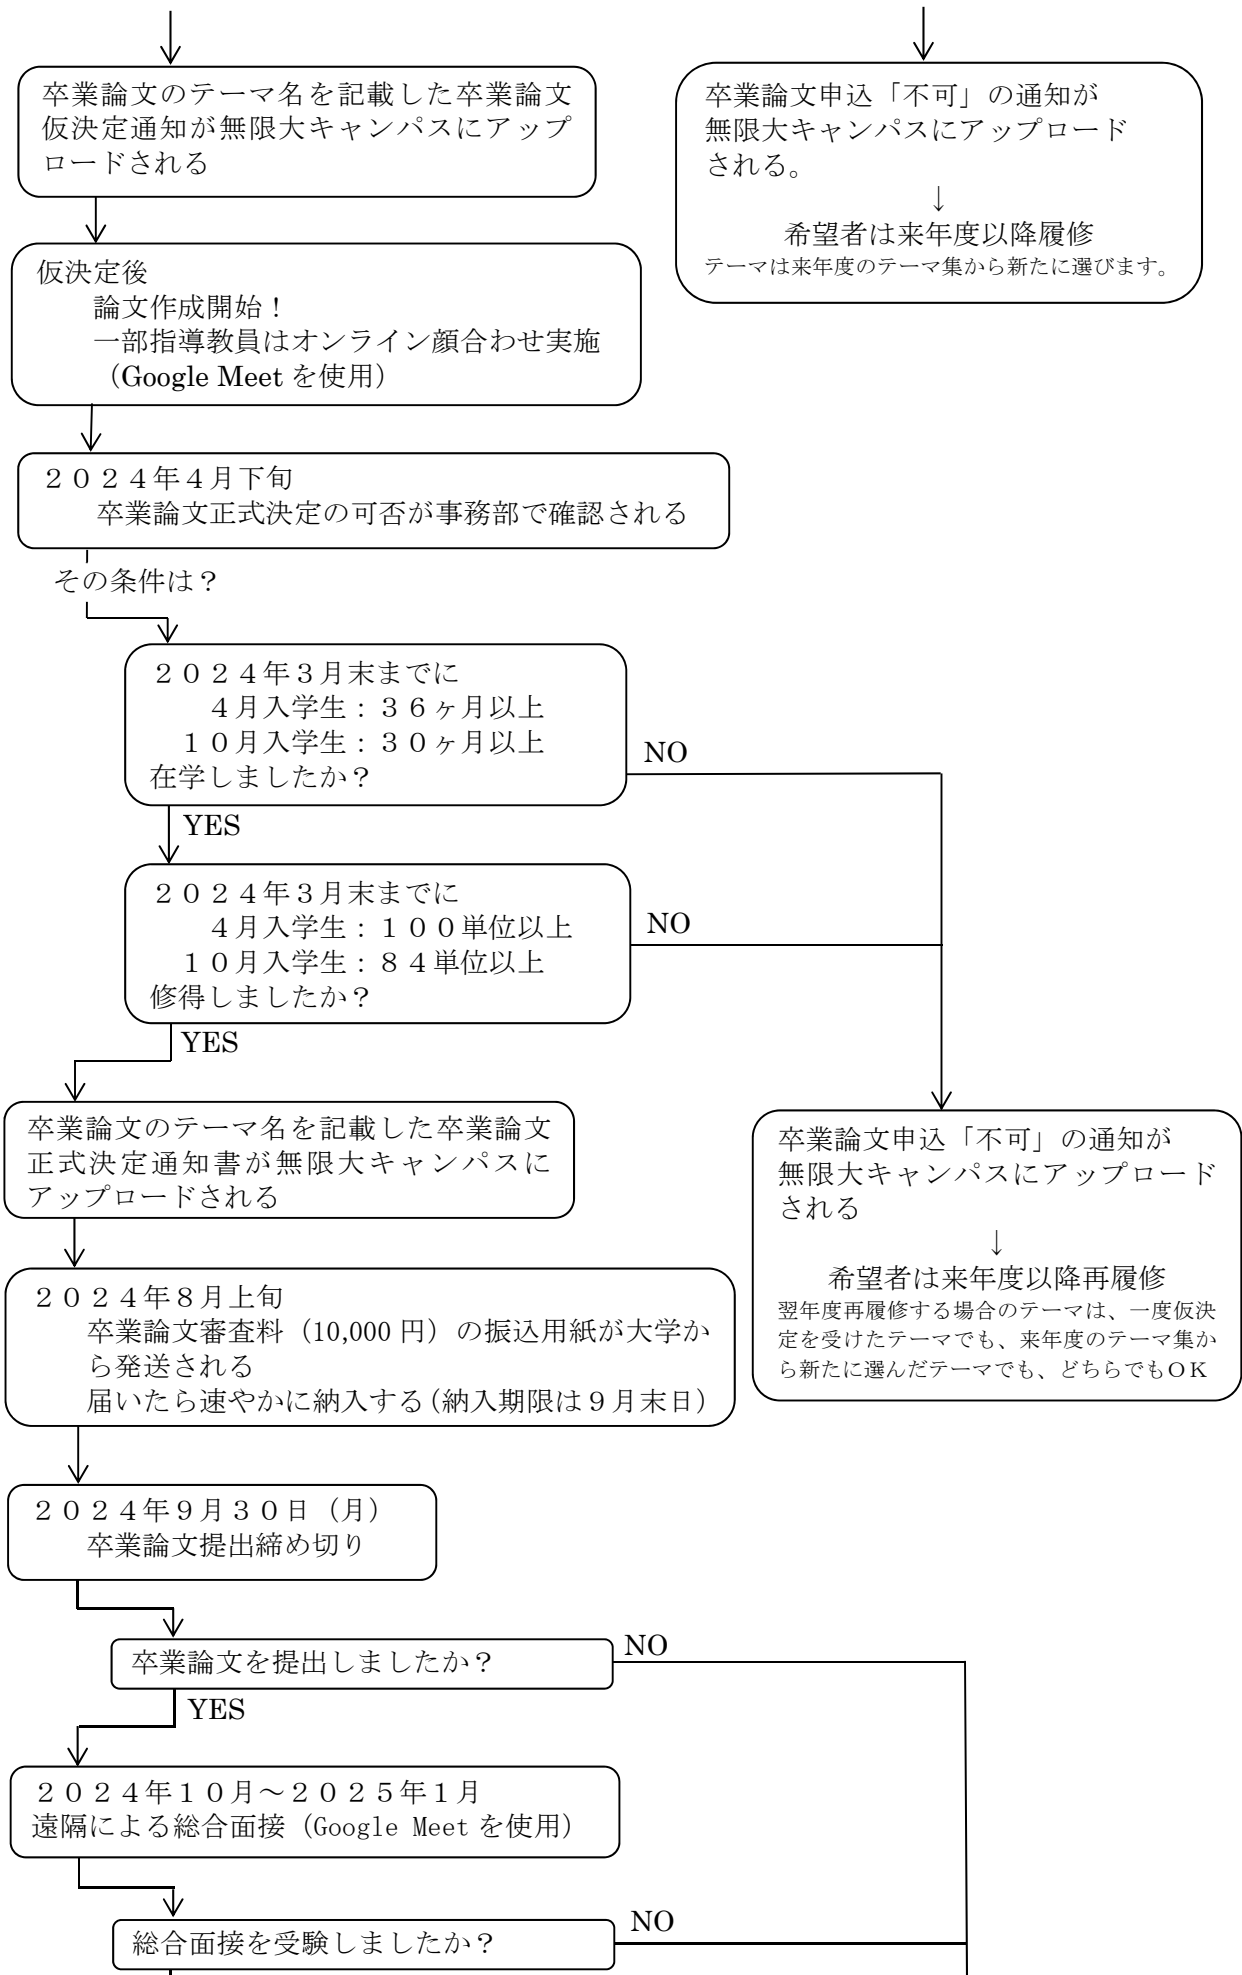 卒業論文のテーマ名を記載した卒業論文
仮決定通知が無限大キャンパスにアップ
ロードされる
卒業論文申込「不可」の通知が
無限大キャンパスにアップロード
される。
↓
希望者は来年度以降履修
テーマは来年度のテーマ集から新たに選びます。
仮決定後
論文作成開始！
一部指導教員はオンライン顔合わせ実施
（Google Meet を使用）
２０２４年４月下旬
卒業論文正式決定の可否が事務部で確認される
その条件は？
２０２４年３月末までに
４月入学生：３６ヶ月以上
１０月入学生：３０ヶ月以上
在学しましたか？
NO
YES
２０２４年３月末までに
４月入学生：１００単位以上
１０月入学生：８４単位以上
修得しましたか？
NO
YES
卒業論文のテーマ名を記載した卒業論文
正式決定通知書が無限大キャンパスに
アップロードされる
卒業論文申込「不可」の通知が
無限大キャンパスにアップロード
される
↓
希望者は来年度以降再履修
翌年度再履修する場合のテーマは、一度仮決
定を受けたテーマでも、来年度のテーマ集か
ら新たに選んだテーマでも、どちらでもＯＫ
２０２４年８月上旬
卒業論文審査料（10,000 円）の振込用紙が大学か
ら発送される
届いたら速やかに納入する（納入期限は９月末日）
２０２４年９月３０日（月）
卒業論文提出締め切り
卒業論文を提出しましたか？
NO
YES
２０２４年１０月～２０２５年１月
遠隔による総合面接（Google Meet を使用）
総合面接を受験しましたか？
NO